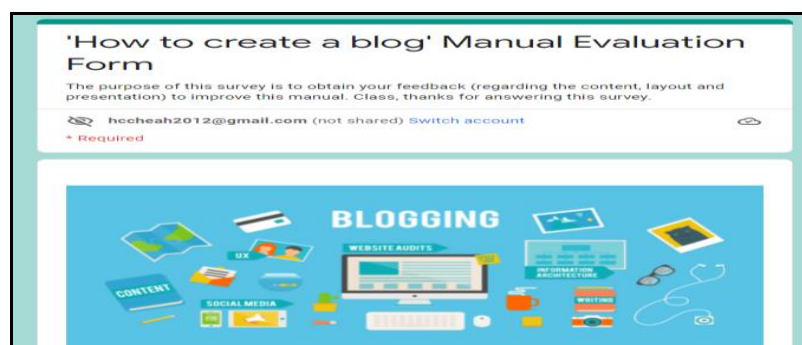 'How to create a blog' Manual Evaluation
Form
The purpose of this survey is to obtain your feedback (regarding the content, layout and
presentation) to improve this manual. Class, thanks for answering this survey.
hccheah2012@gmail.com (not shared) Switch account
* Required
BLOGGING
UX
WEBSITE AUDITS
INFORMATION
ARCHITECTURE
CONTENT
SOCIAL MEDIA
WRITING